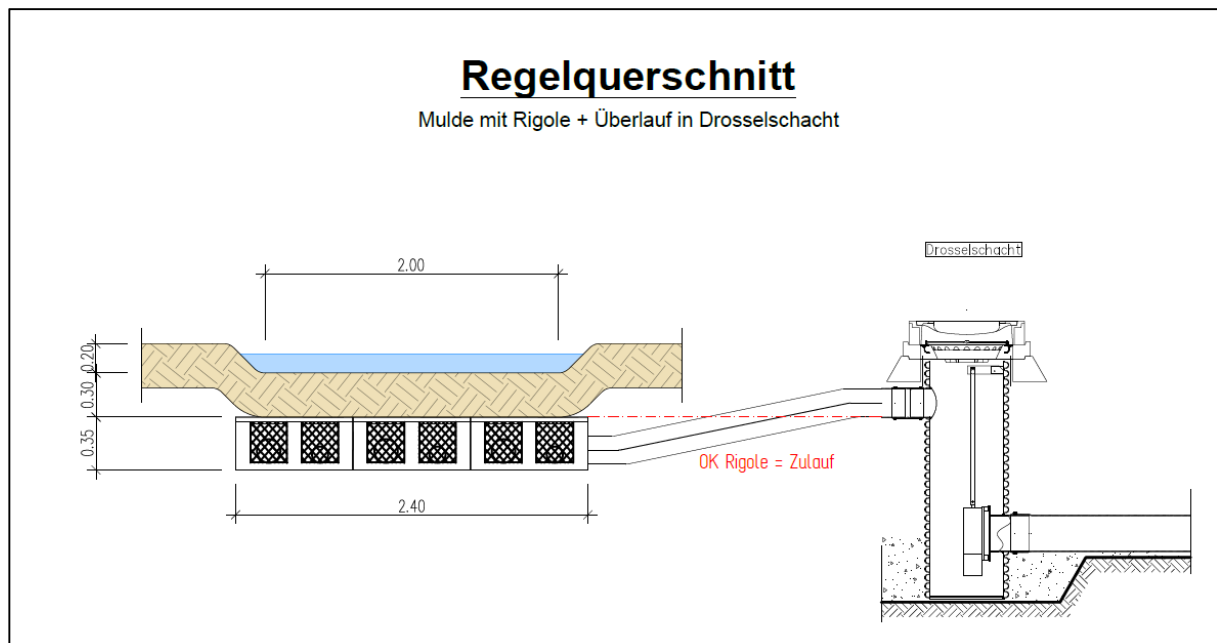 Regelquerschnitt
Mulde mit Rigole + Überlauf in Drosselschacht
Drosselschacht
2.00
0.20
0.30
0.35
OK Rigole = Zulauf
2.40